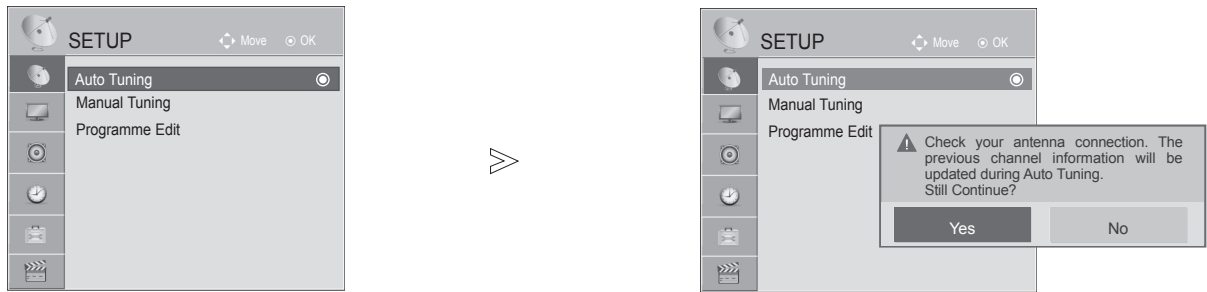 SETUP
Move OK
Auto Tuning
Manual Tuning
Programme Edit
SETUP
Move OK
Auto Tuning
Manual Tuning
Programme Edit
Check your antenna connection. The
previous channel information will be
updated during Auto Tuning.
Still Continue?
Yes No